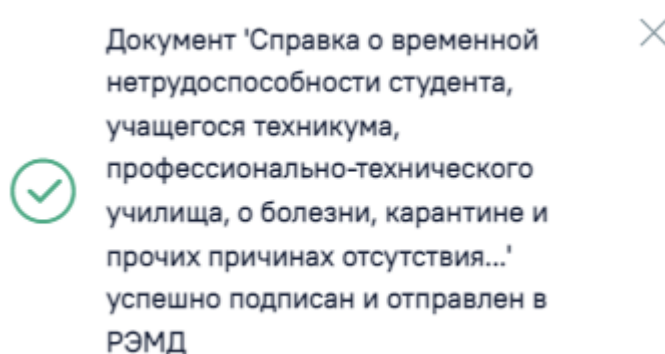 Документ 'Справка о временной
нетрудоспособности студента,
учащегося техникума,
профессионально-технического
училища, о болезни, карантине и
прочих причинах отсутствия...'
успешно подписан и отправлен в
РЭМД